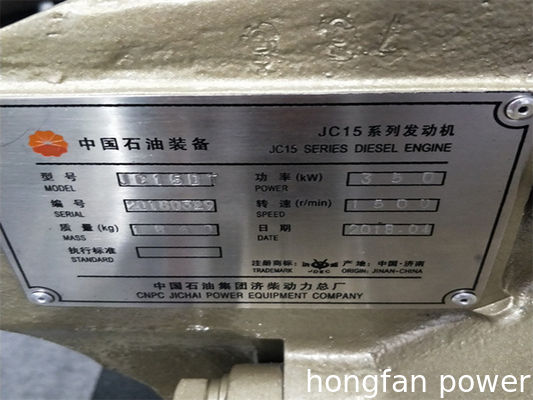 中国石油装备
JC15 系列发动机
JC15 SERIES DIESEL ENGINE
型号
MODEL
功率 (kW) 350
POWER
编号
SERIAL
转速 (r/min) 1500
SPEED
质量 (kg)
MASS
日期 2018.04
DATE
执行标准
STANDARD
注册商标:
TRADEMARK
产地: 中国·济南
ORIGIN: JINAN-CHINA
中国石油集团济柴动力总厂
CNPC JICHAI POWER EQUIPMENT COMPANY
hongfan power